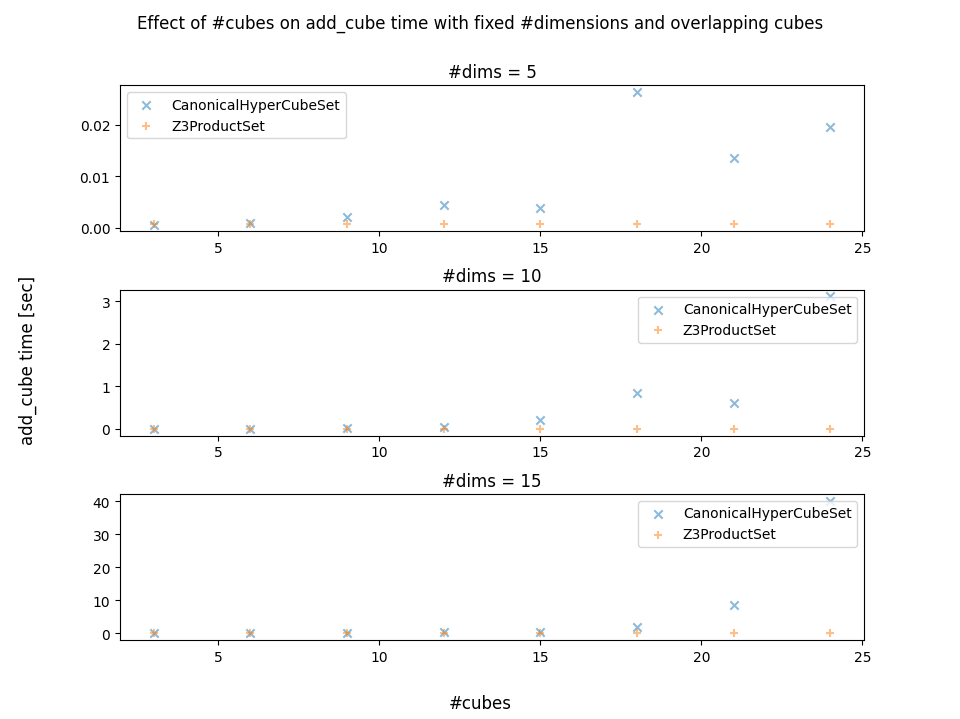 Effect of #cubes on add_cube time with fixed #dimensions and overlapping cubes
#dims = 5
CanonicalHyperCubeSet
Z3ProductSet
0.02
0.01
0.00
5 10 15 20 25
#dims = 10
CanonicalHyperCubeSet
Z3ProductSet
3
2
1
0
5 10 15 20 25
add_cube time [sec]
#dims = 15
CanonicalHyperCubeSet
Z3ProductSet
40
30
20
10
0
5 10 15 20 25
#cubes